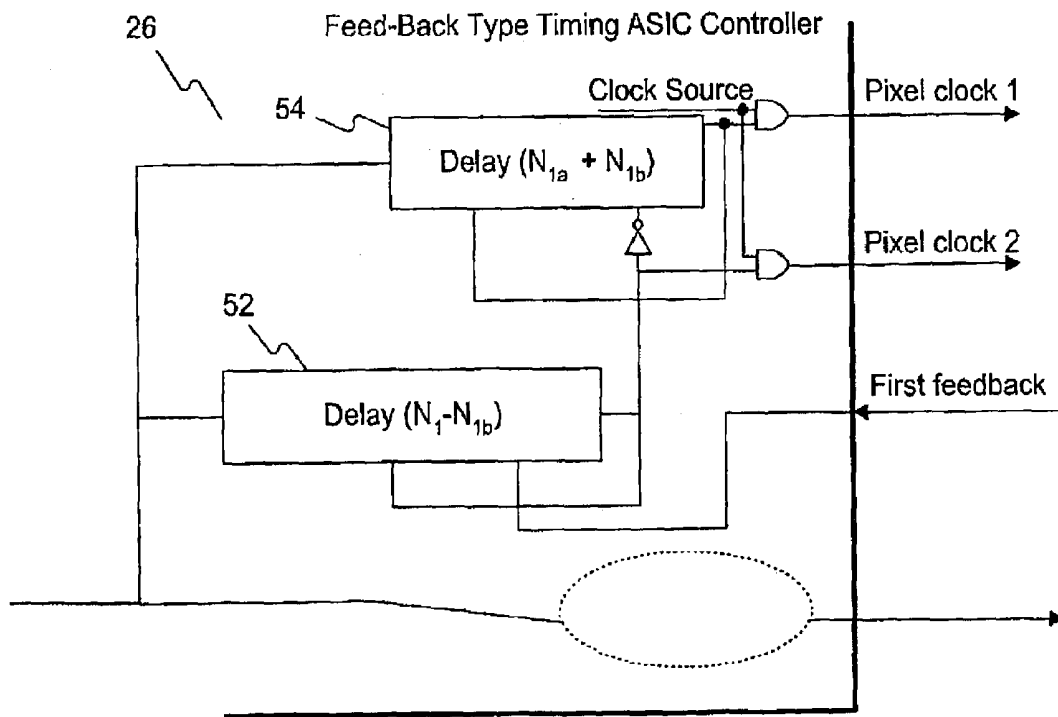 26
Feed-Back Type Timing ASIC Controller
54
Clock Source
Pixel clock 1
Delay (N1a + N1b)
Pixel clock 2
52
First feedback
Delay (N1-N1b)